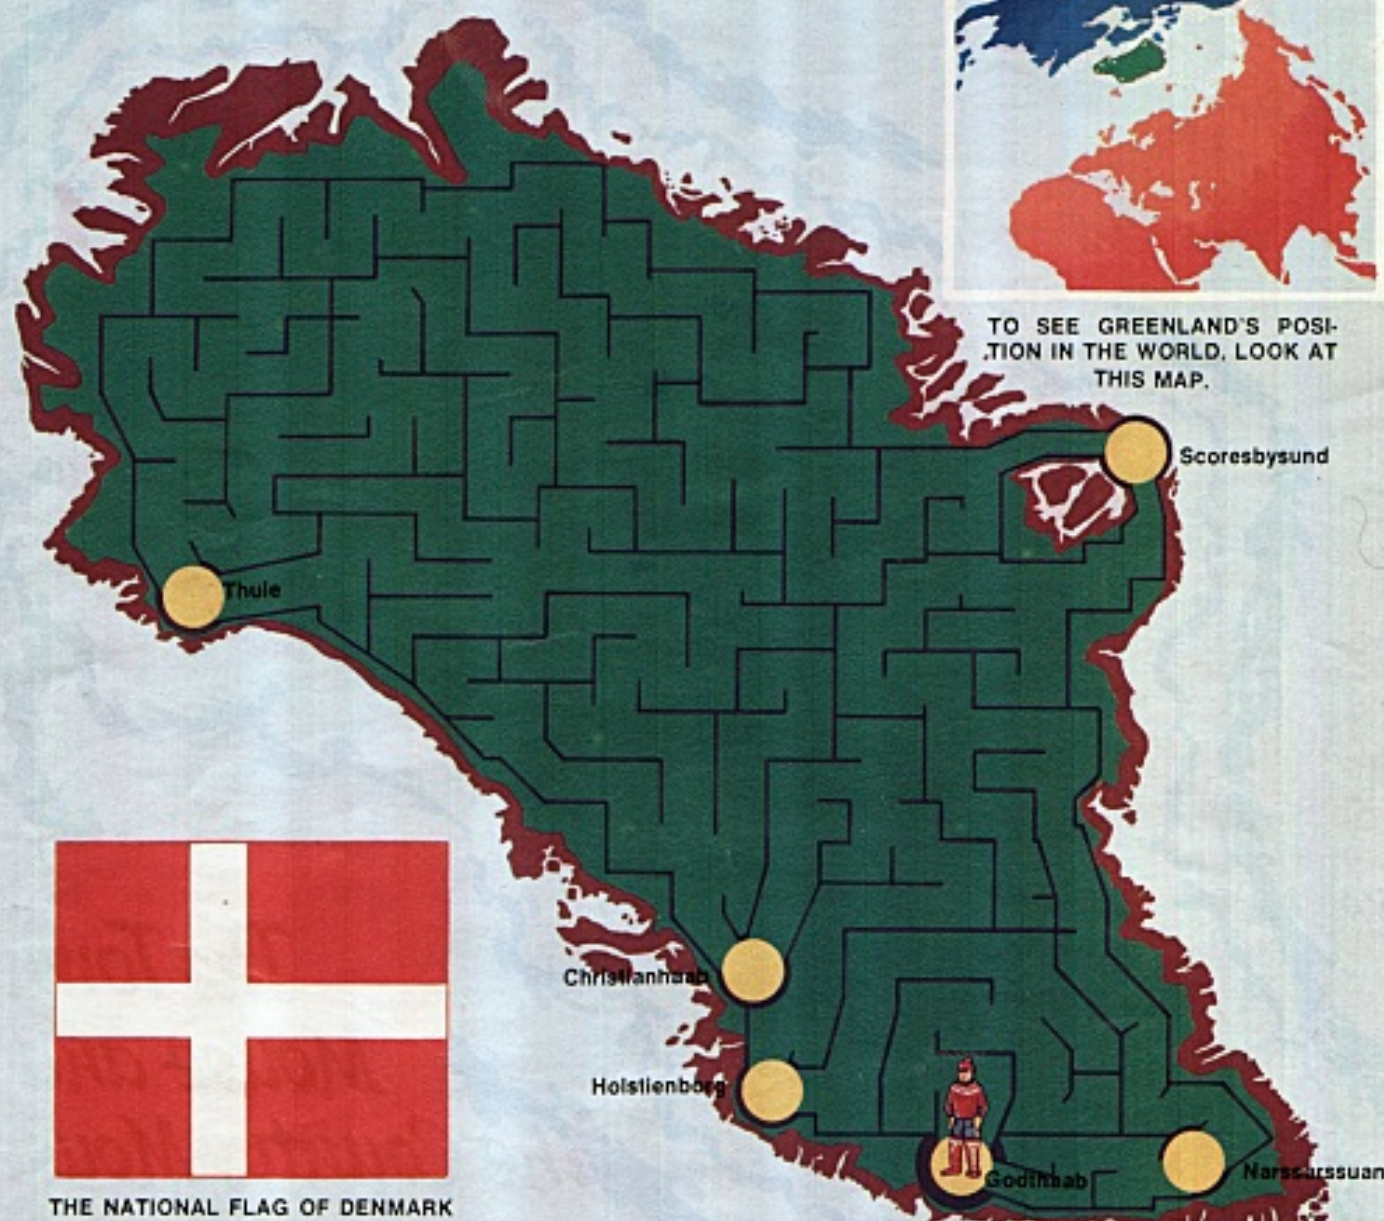 TO SEE GREENLAND'S POSI-
TION IN THE WORLD, LOOK AT
THIS MAP.
Scoresbysund
Thule
Christianhaab
Holstienborg
Godthaab
Narssarssuan
THE NATIONAL FLAG OF DENMARK